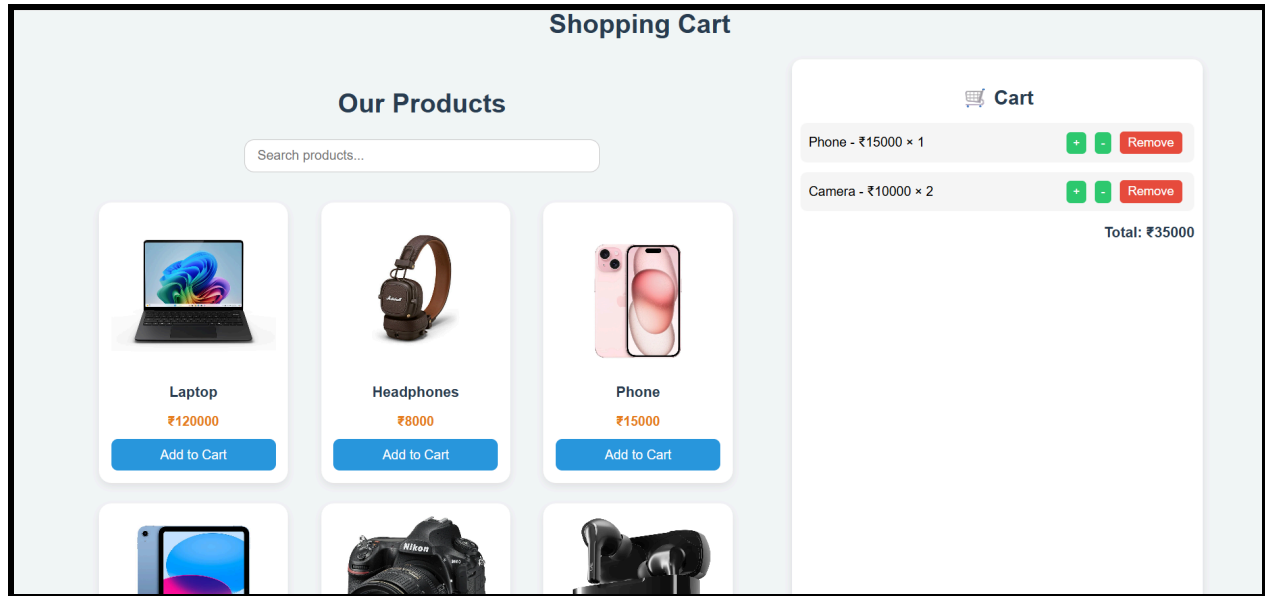 Shopping Cart
Our Products
Search products...
Laptop
₹120000
Add to Cart
Headphones
₹8000
Add to Cart
Phone
₹15000
Add to Cart
Nikon
🛒 Cart
Phone - ₹15000 × 1 + - Remove
Camera - ₹10000 × 2 + - Remove
Total: ₹35000